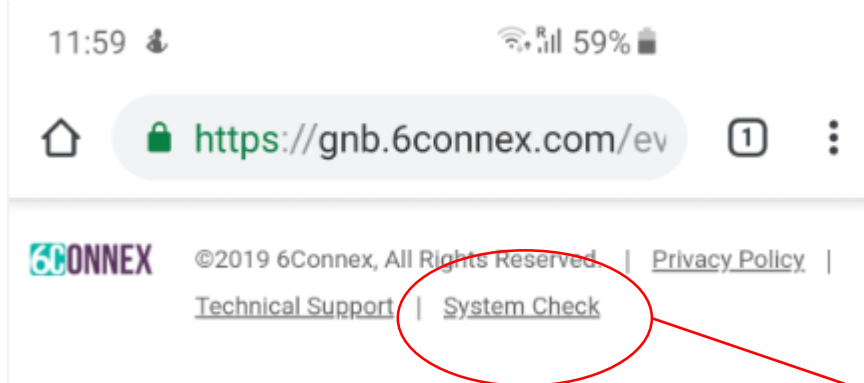 11:59 R 59%
https://gnb.6connex.com/ev 1
6CONNEX ©2019 6Connex, All Rights Reserved. | Privacy Policy |
Technical Support | System Check